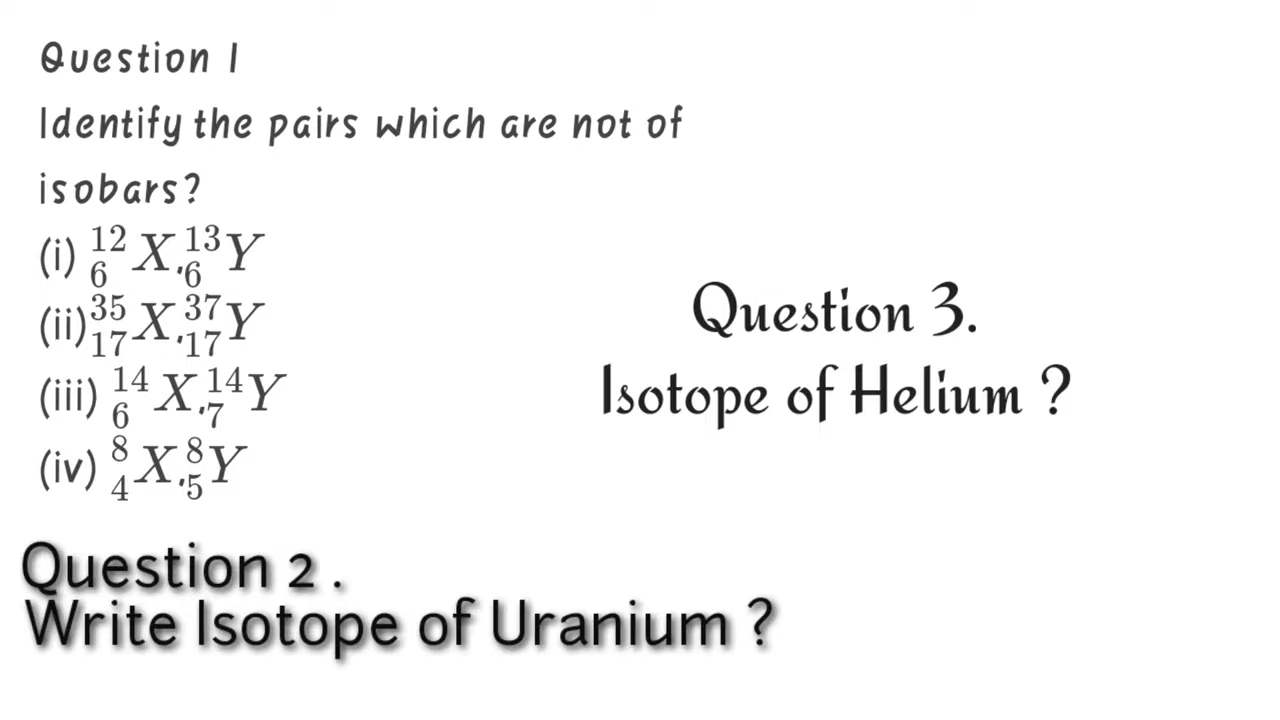 Question 1
Identify the pairs which are not of
isobars?
(i) ¹²₆X,¹³₆Y
(ii) ³⁵₁₇X,³⁷₁₇Y
(iii) ¹⁴₆X,¹⁴₇Y
(iv) ⁸₄X,⁸₅Y
Question 2 .
Write Isotope of Uranium ?
Question 3.
Isotope of Helium ?